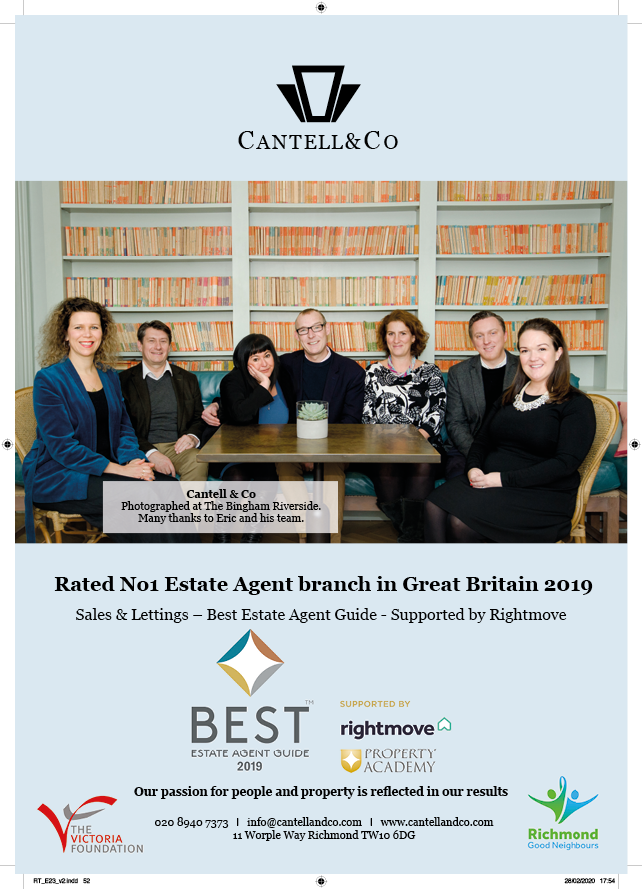 CANTELL&CO
Cantell & Co
Photographed at The Bingham Riverside.
Many thanks to Eric and his team.
Rated No1 Estate Agent branch in Great Britain 2019
Sales & Lettings – Best Estate Agent Guide - Supported by Rightmove
BEST™
ESTATE AGENT GUIDE
2019
SUPPORTED BY
rightmove
PROPERTY
ACADEMY
Our passion for people and property is reflected in our results
THE
VICTORIA
FOUNDATION
020 8940 7373 I info@cantellandco.com I www.cantellandco.com
11 Worple Way Richmond TW10 6DG
Richmond
Good Neighbours
RT_E23_v2.indd 52
28/02/2020 17:54